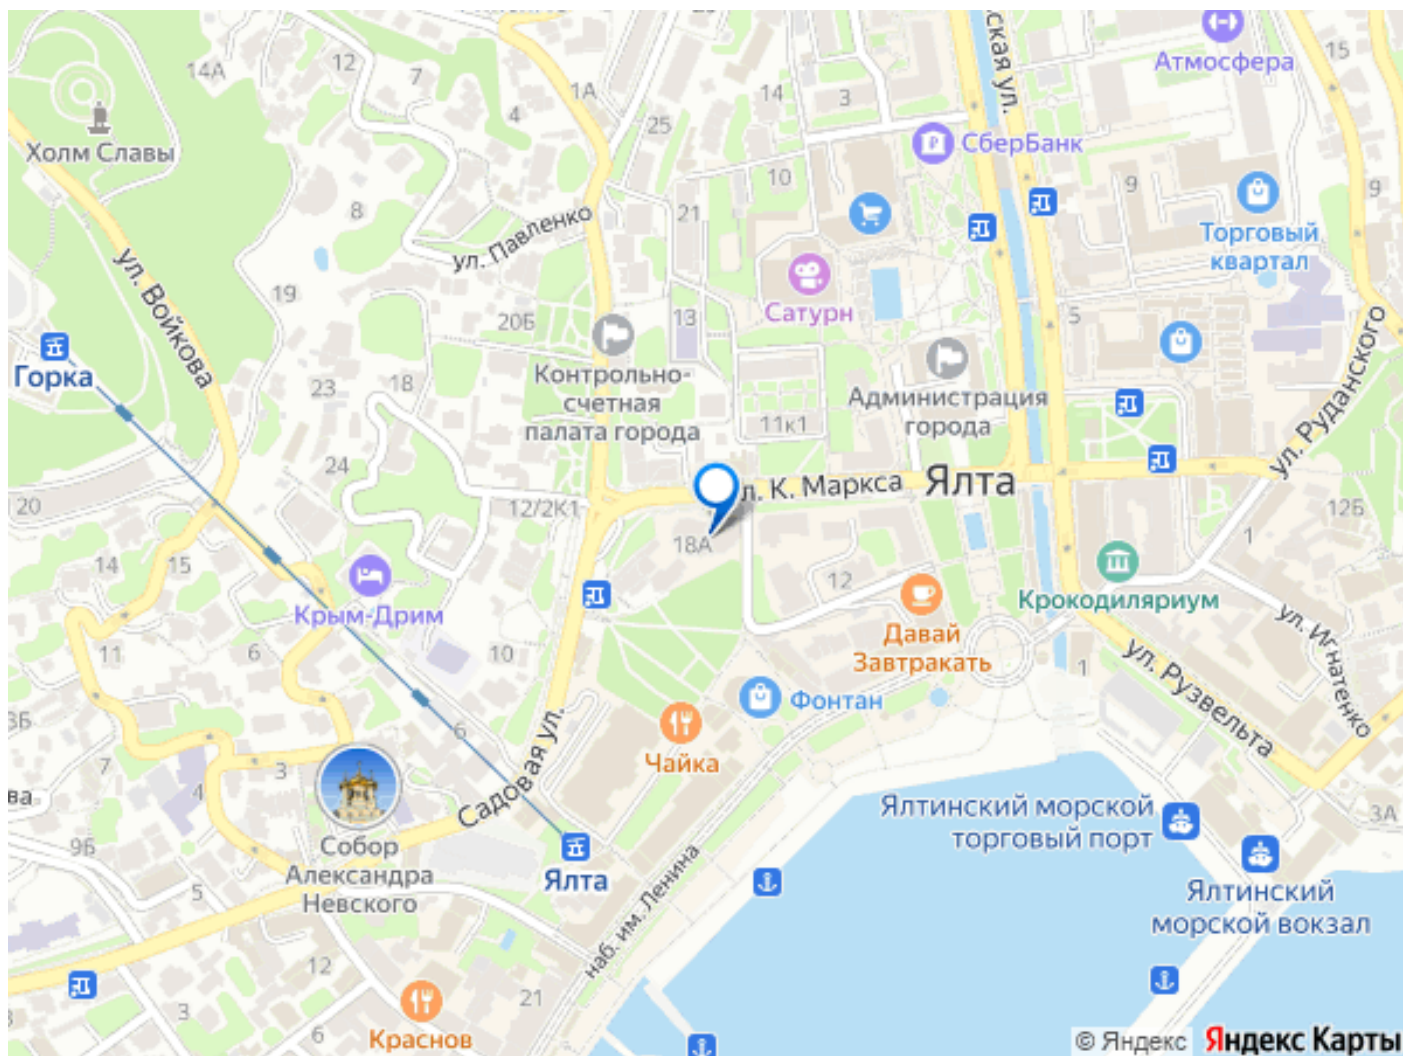 ская ул.
Атмосфера
15
12
7
14А
4
1А
14
3
25
СберБанк
Холм Славы
10
9
9
8
21
ул. Павленко
Торговый
квартал
ул. Войкова
19
Сатурн
20Б
13
5
Горка
Контрольно-
счетная
палата города
23
18
Администрация
города
11к1
ул. Руданского
24
20
12/2К1
л. К. Маркса
Ялта
12Б
18А
1
14
15
12
Крым-Дрим
Крокодиляриум
Давай
Завтракать
ул. Игнатенко
11
6
10
1
ул. Рузвельта
Фонтан
3Б
6
Чайка
7
3
4
Садовая ул.
ва
Ялтинский морской
торговый порт
3А
9Б
Собор
Александра
Невского
5
Ялта
Ялтинский
морской вокзал
наб. им. Ленина
12
21
3
6
Краснов
© Яндекс Яндекс Карты